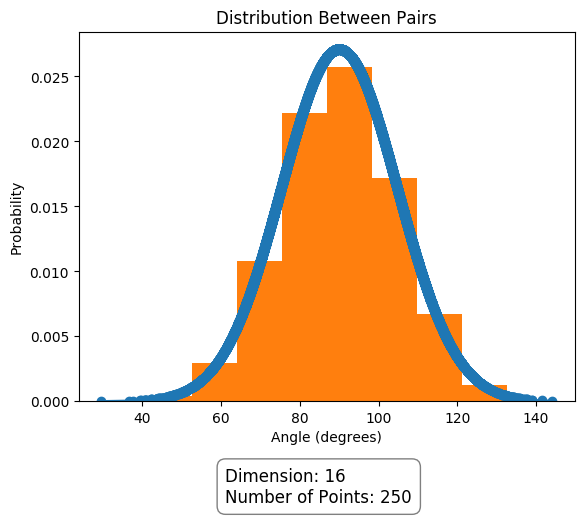 Distribution Between Pairs
Probability
0.025
0.020
0.015
0.010
0.005
0.000
40 60 80 100 120 140
Angle (degrees)
Dimension: 16
Number of Points: 250